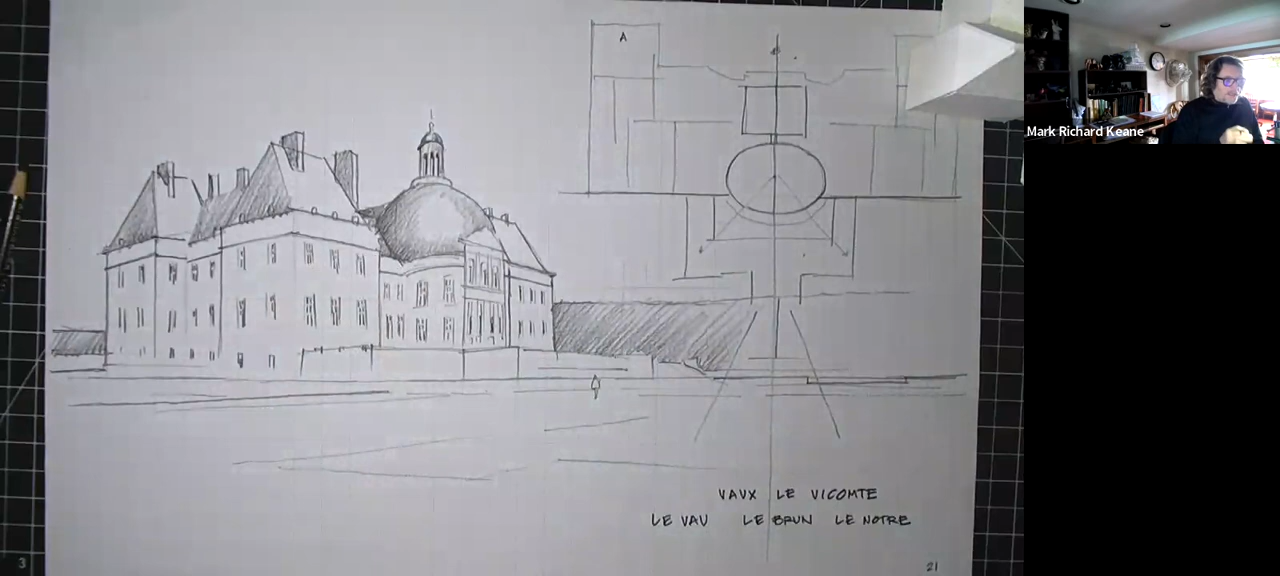 A
Mark Richard Keane
VAUX LE VICOMTE
LE VAU LE BRUN LE NOTRE
3
21